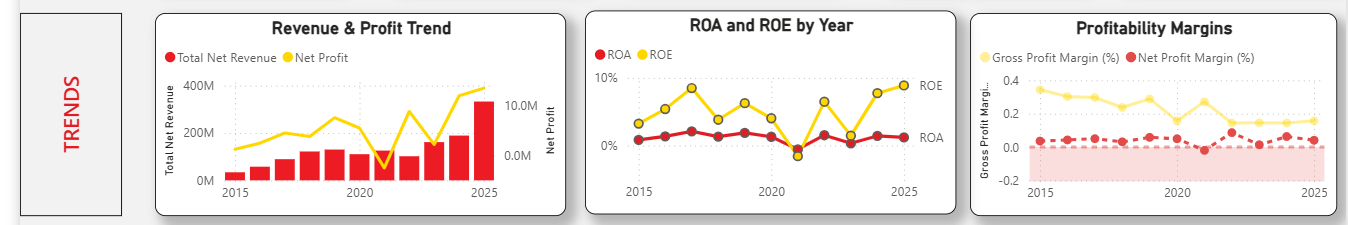 TRENDS
Revenue & Profit Trend
Total Net Revenue Net Profit
Total Net Revenue
400M
200M
0M
10.0M
0.0M
Net Profit
2015 2020 2025
ROA and ROE by Year
ROA ROE
10%
0%
ROE
ROA
2015 2020 2025
Profitability Margins
Gross Profit Margin (%) Net Profit Margin (%)
Gross Profit Margi...
0.4
0.2
0.0
-0.2
2015 2020 2025